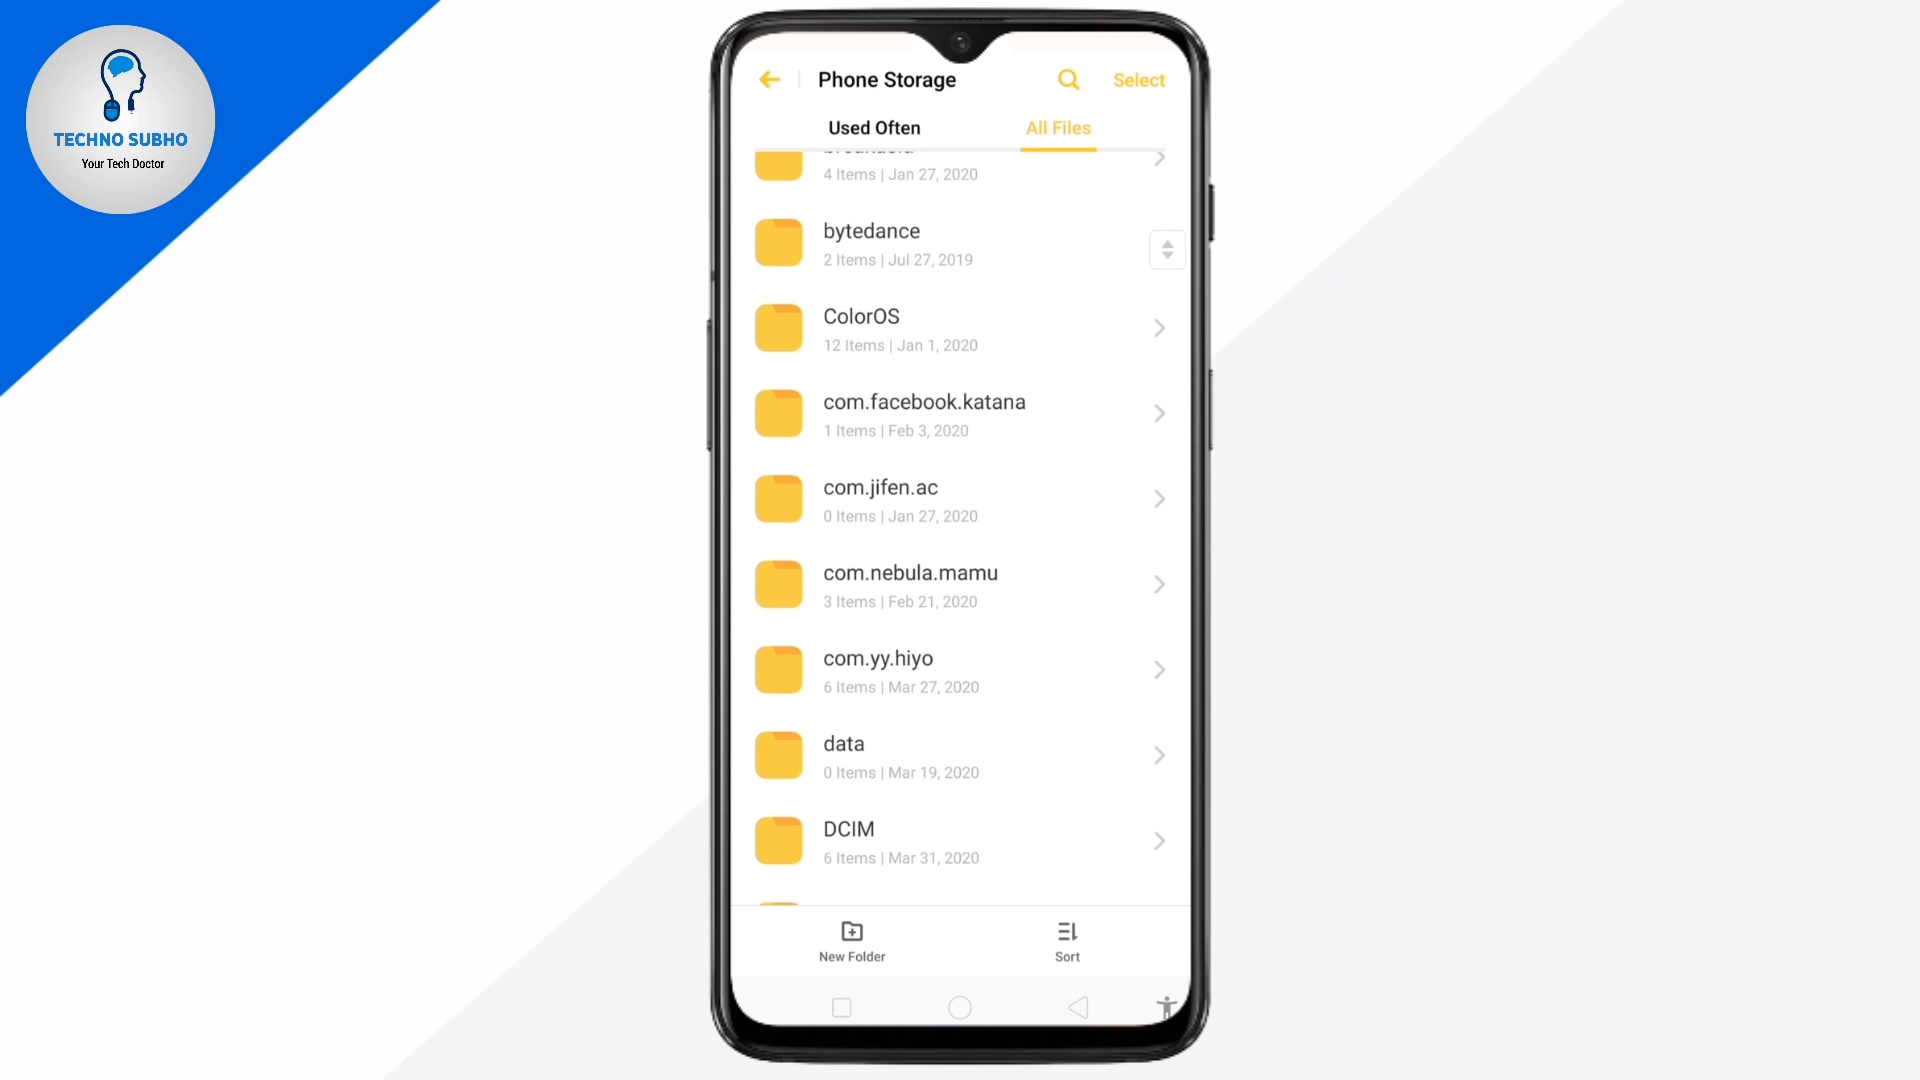 TECHNO SUBHO
Your Tech Doctor
Phone Storage
Select
Used Often
All Files
4 Items | Jan 27, 2020
bytedance
2 Items | Jul 27, 2019
ColorOS
12 Items | Jan 1, 2020
com.facebook.katana
1 Items | Feb 3, 2020
com.jifen.ac
0 Items | Jan 27, 2020
com.nebula.mamu
3 Items | Feb 21, 2020
com.yy.hiyo
6 Items | Mar 27, 2020
data
0 Items | Mar 19, 2020
DCIM
6 Items | Mar 31, 2020
New Folder
Sort